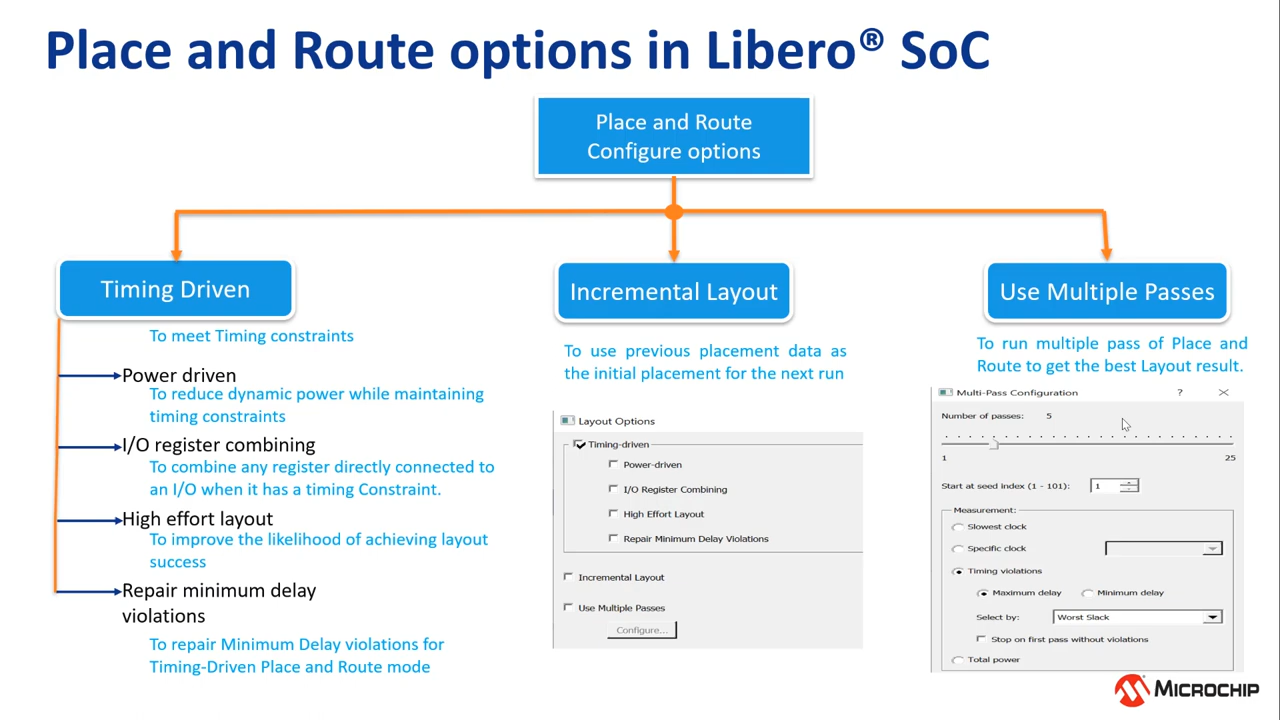 Place and Route options in Libero® SoC
Place and Route
Configure options
Timing Driven
To meet Timing constraints
Power driven
To reduce dynamic power while maintaining
timing constraints
I/O register combining
To combine any register directly connected to
an I/O when it has a timing Constraint.
High effort layout
To improve the likelihood of achieving layout
success
Repair minimum delay
violations
To repair Minimum Delay violations for
Timing-Driven Place and Route mode
Incremental Layout
To use previous placement data as
the initial placement for the next run
Layout Options
Timing-driven
Power-driven
I/O Register Combining
High Effort Layout
Repair Minimum Delay Violations
Incremental Layout
Use Multiple Passes
Configure...
Use Multiple Passes
To run multiple pass of Place and
Route to get the best Layout result.
Multi-Pass Configuration ?
Number of passes: 5
1 25
Start at seed index (1 - 101): 1
Measurement:
Slowest clock
Specific clock
Timing violations
Maximum delay Minimum delay
Select by: Worst Slack
Stop on first pass without violations
Total power
MICROCHIP